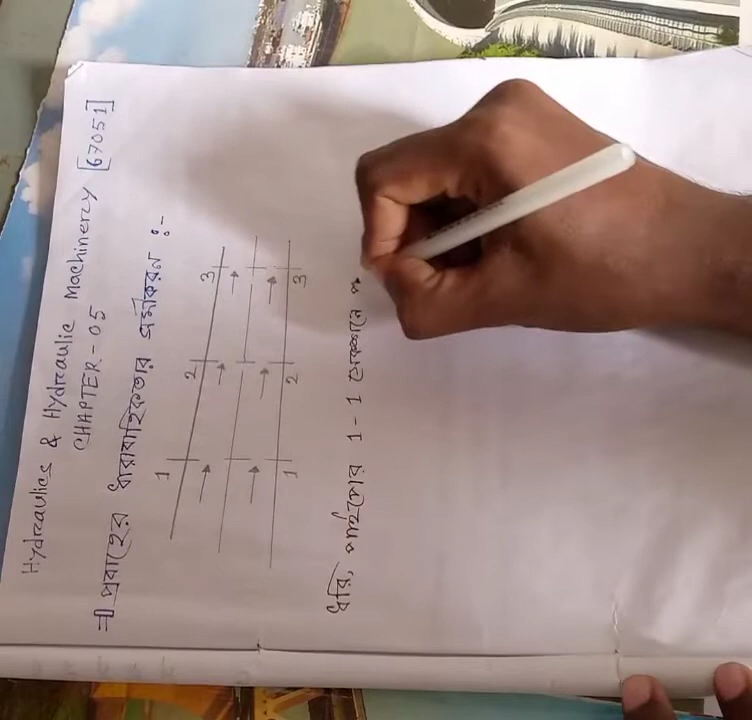 Hydraulics & Hydraulic Machinery [67051]
CHAPTER-05
⇒ প্রবাহের ধারাবাহিকতার সমীকরন :-
1 2 3
1 2 3
ধরি, পাইপের 1-1 সেকশনে প